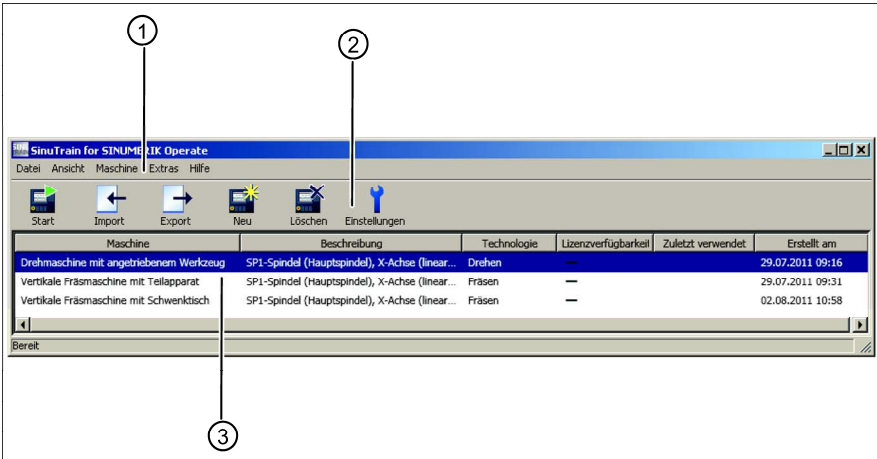 1
2
SinuTrain for SINUMERIK Operate
Datei Ansicht Maschine Extras Hilfe
Start Import Export Neu Löschen Einstellungen
Maschine Beschreibung Technologie Lizenzverfügbarkeit Zuletzt verwendet Erstellt am
Drehmaschine mit angetriebenem Werkzeug SP1-Spindel (Hauptspindel), X-Achse (linear... Drehen — 29.07.2011 09:16
Vertikale Fräsmaschine mit Teilapparat SP1-Spindel (Hauptspindel), X-Achse (linear... Fräsen — 29.07.2011 09:31
Vertikale Fräsmaschine mit Schwenktisch SP1-Spindel (Hauptspindel), X-Achse (linear... Fräsen — 02.08.2011 10:58
Bereit
3